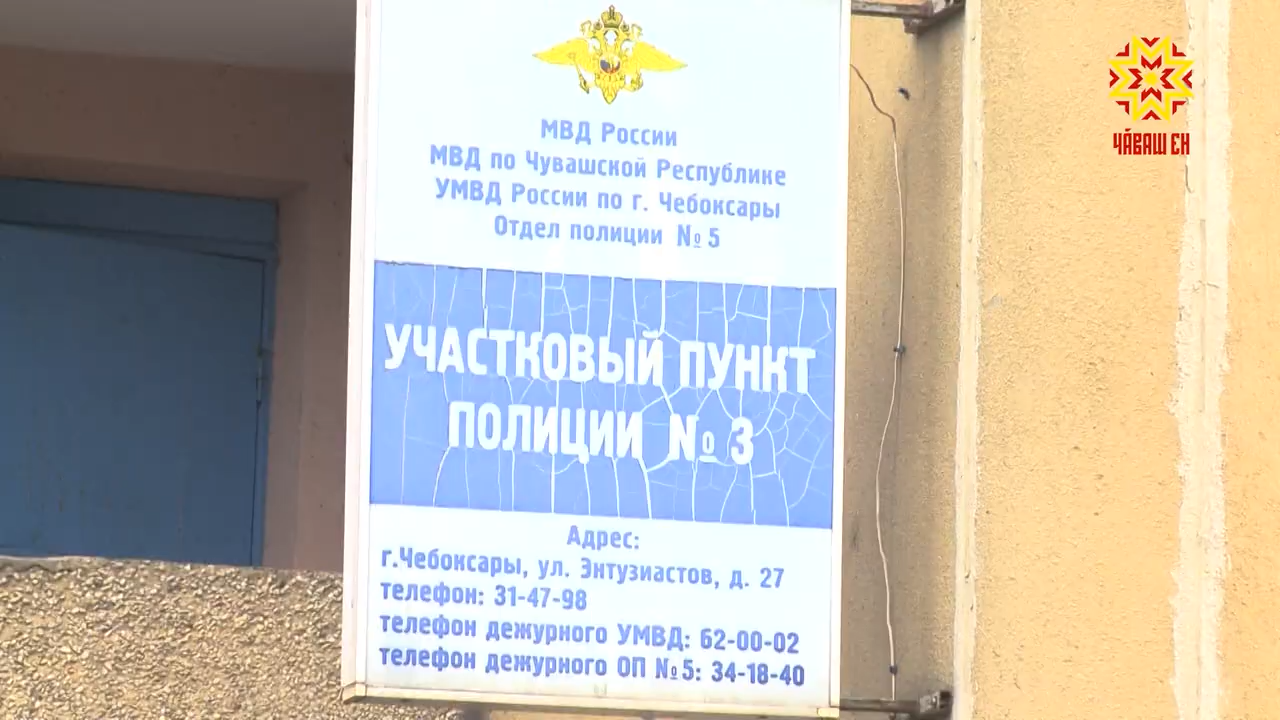 МВД России
МВД по Чувашской Республике
УМВД России по г. Чебоксары
Отдел полиции № 5
УЧАСТКОВЫЙ ПУНКТ
ПОЛИЦИИ № 3
Адрес:
г.Чебоксары, ул. Энтузиастов, д. 27
телефон: 31-47-98
телефон дежурного УМВД: 62-00-02
телефон дежурного ОП №5: 34-18-40
ЧӐВАШ ЕН